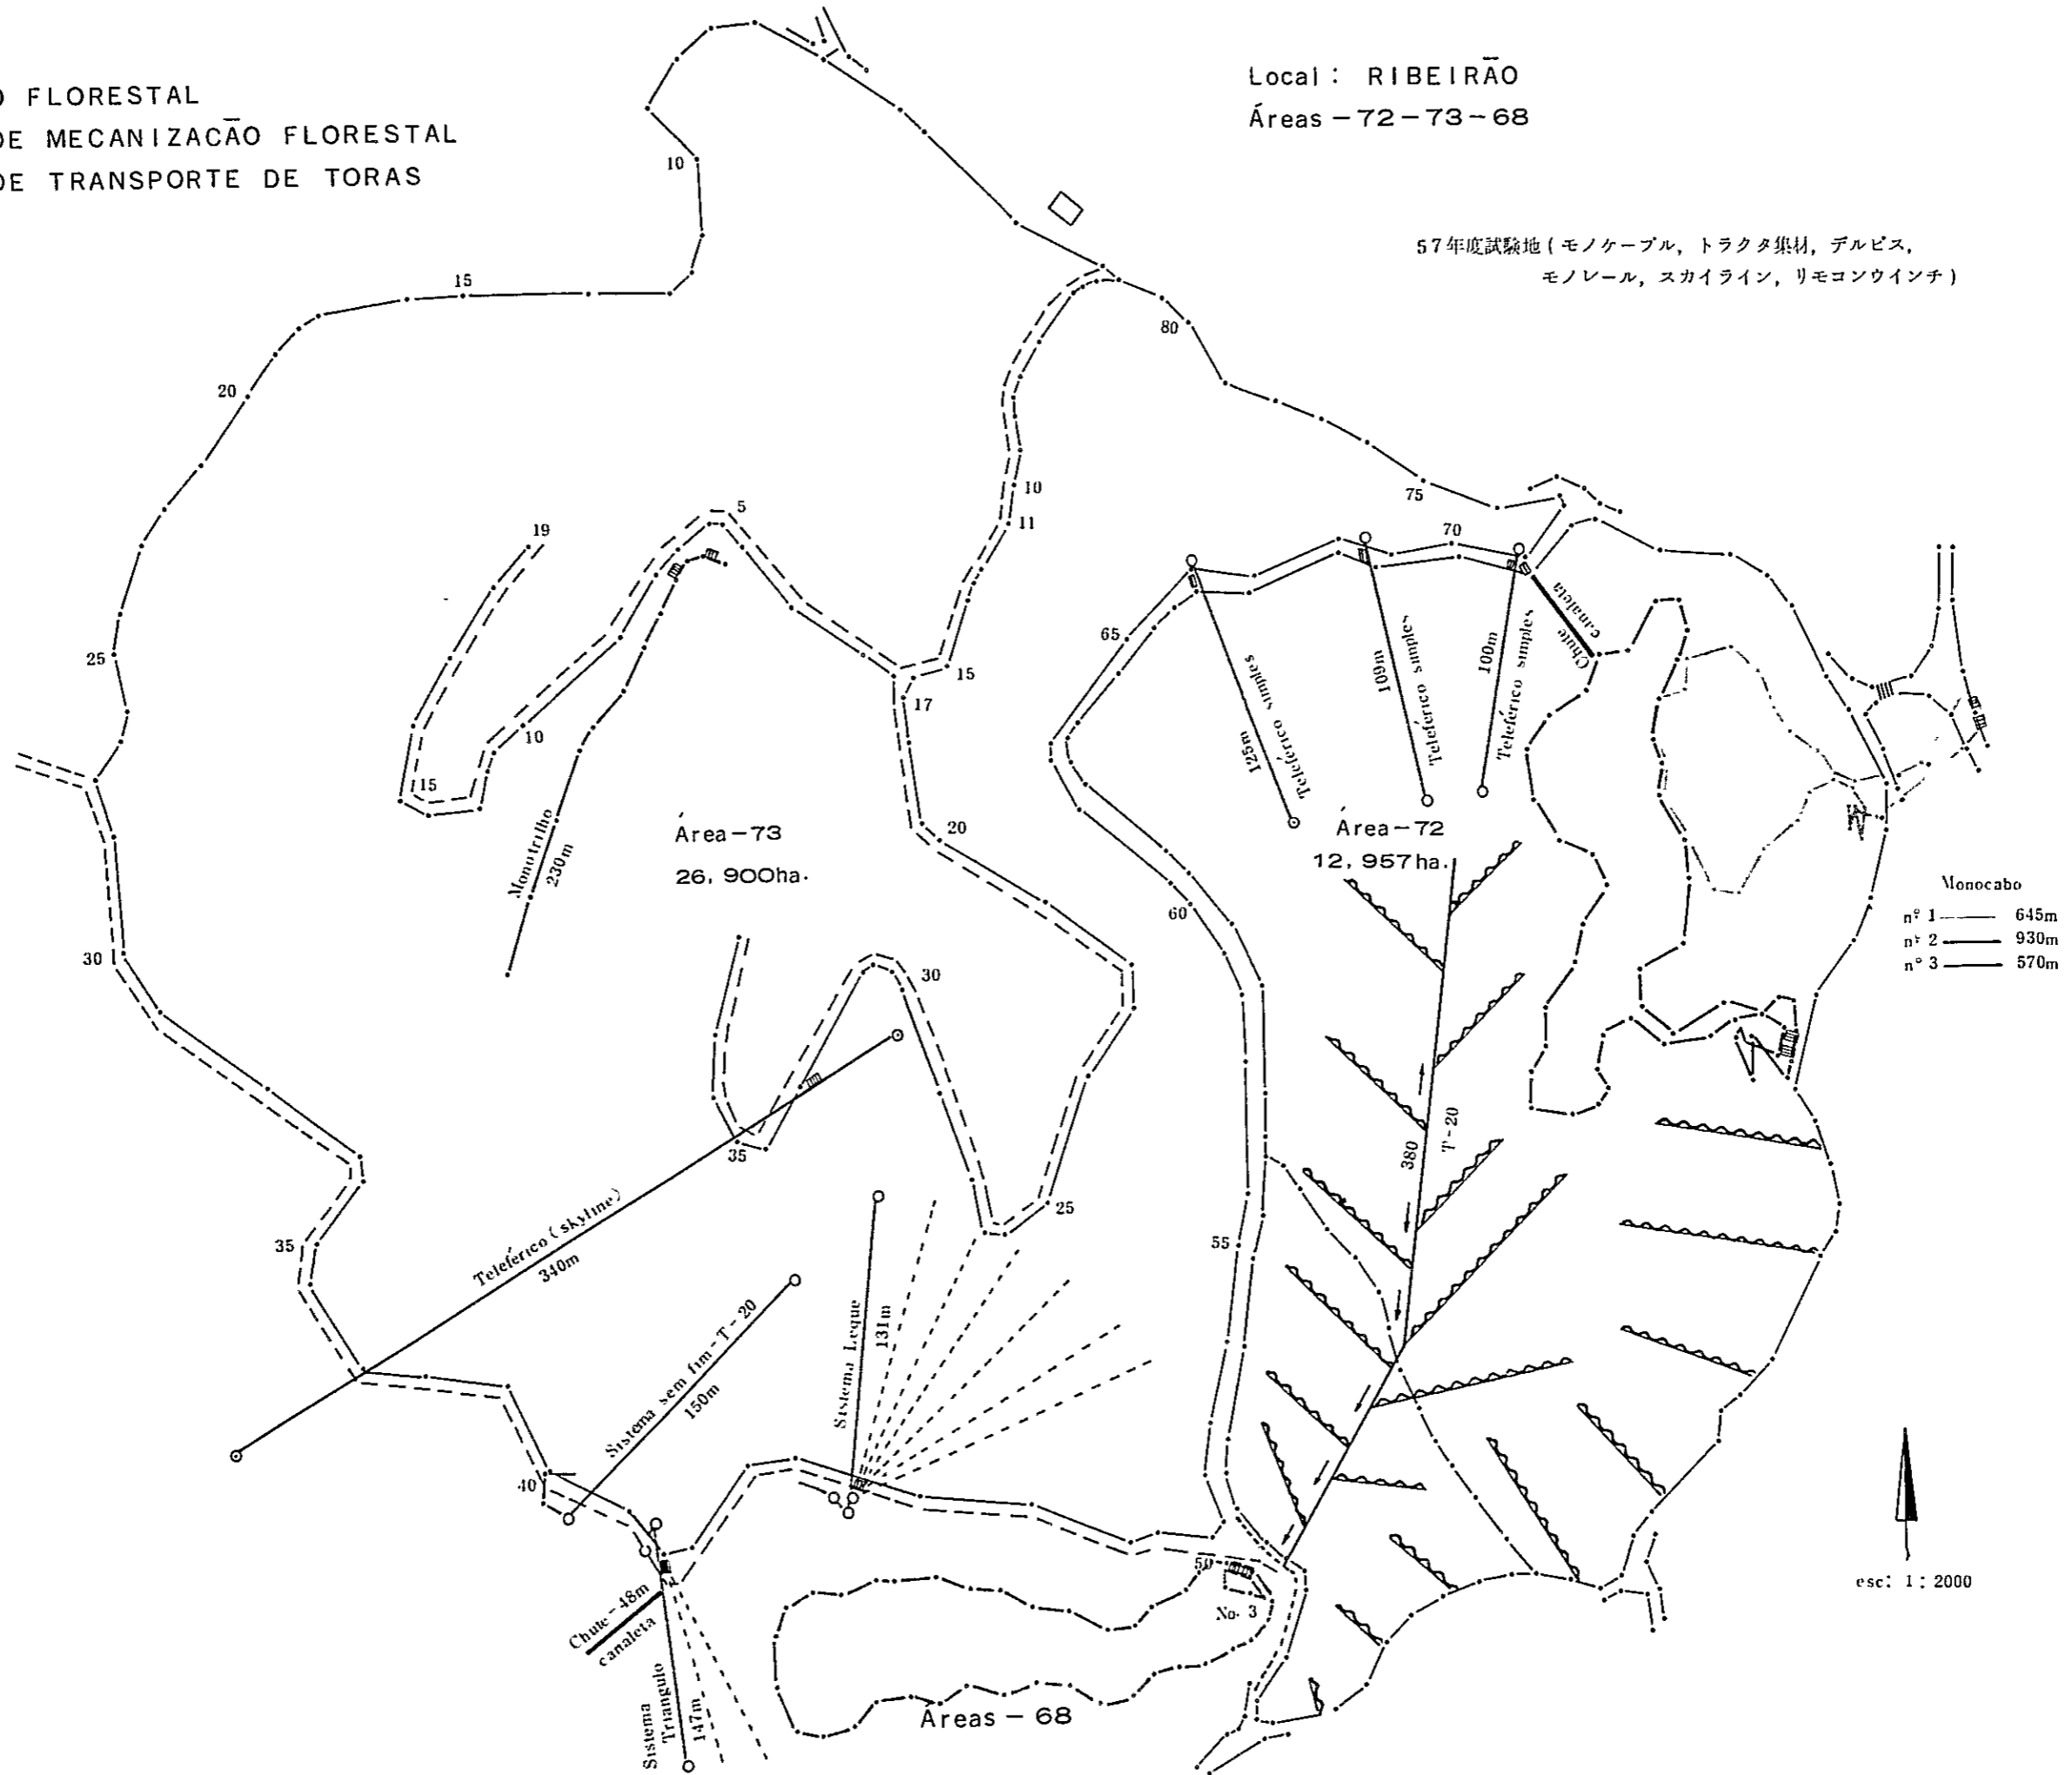 O FLORESTAL
DE MECANIZACÃO FLORESTAL
DE TRANSPORTE DE TORAS
Local : RIBEIRÃO
Áreas - 72 - 73 - 68
57年度試験地 ( モノケーブル, トラクタ集材, デルピス,
モノレール, スカイライン, リモコンウインチ )
10
15
20
25
30
35
40
50
55
60
65
70
75
80
10
11
15
17
20
25
30
35
5
10
15
19
Monotrilho
230m
Área - 73
26, 900ha.
Teleférico simples
125m
Teleférico simples
109m
Teleférico simples
100m
Chute
canaleta
Área - 72
12, 957ha.
Monocabo
nº 1 645m
nº 2 930m
nº 3 570m
380
T - 20
Teleférico (skyline)
340m
Sistema sem fim - T - 20
150m
Sistema Leque
131m
Chute - 48m
canaleta
Sistema
Triangulo
147m
No. 3
Áreas - 68
esc: 1 : 2000